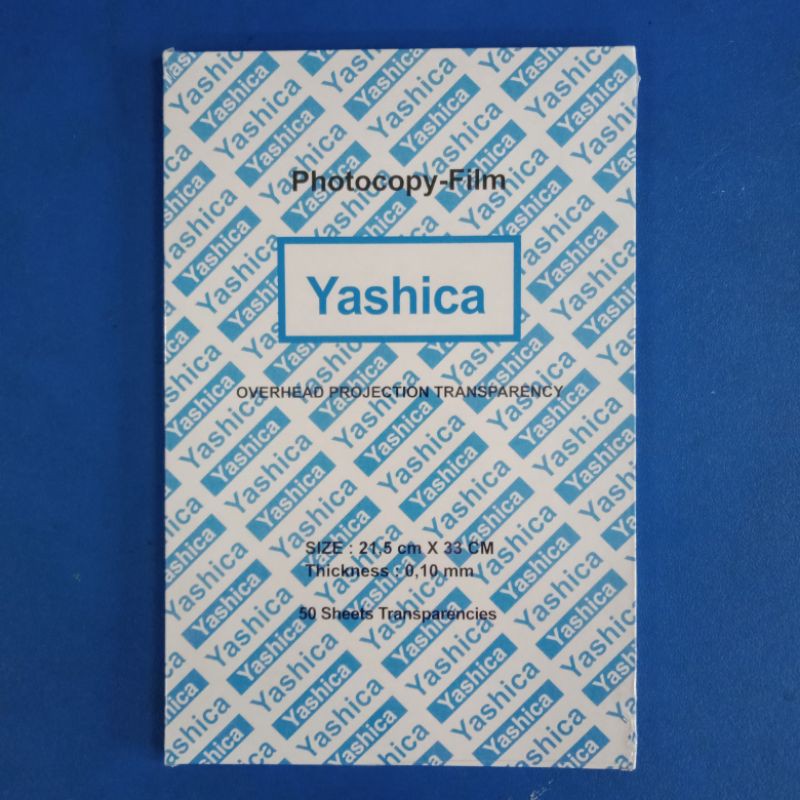 Photocopy-Film
Yashica
OVERHEAD PROJECTION TRANSPARENCY
SIZE : 21,5 cm X 33 CM
Thickness : 0,10 mm
50 Sheets Transparencies